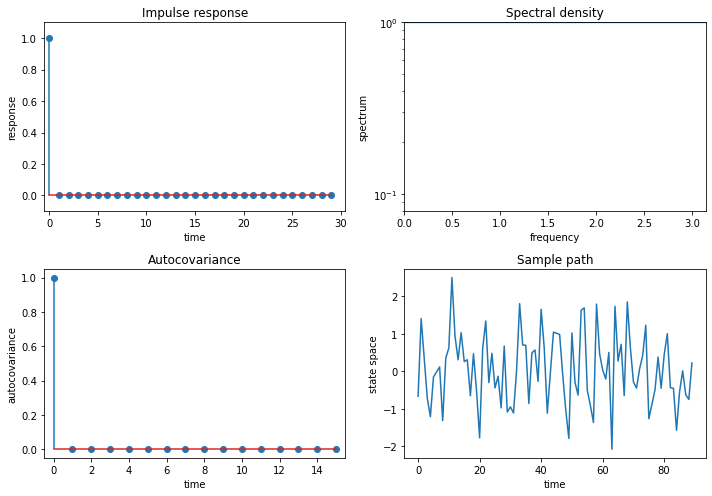 Impulse response
1.0
0.8
0.6
0.4
0.2
0.0
response
0 5 10 15 20 25 30
time
Spectral density
10⁰
10⁻¹
spectrum
0.0 0.5 1.0 1.5 2.0 2.5 3.0
frequency
Autocovariance
1.0
0.8
0.6
0.4
0.2
0.0
autocovariance
0 2 4 6 8 10 12 14
time
Sample path
2
1
0
−1
−2
state space
0 20 40 60 80
time